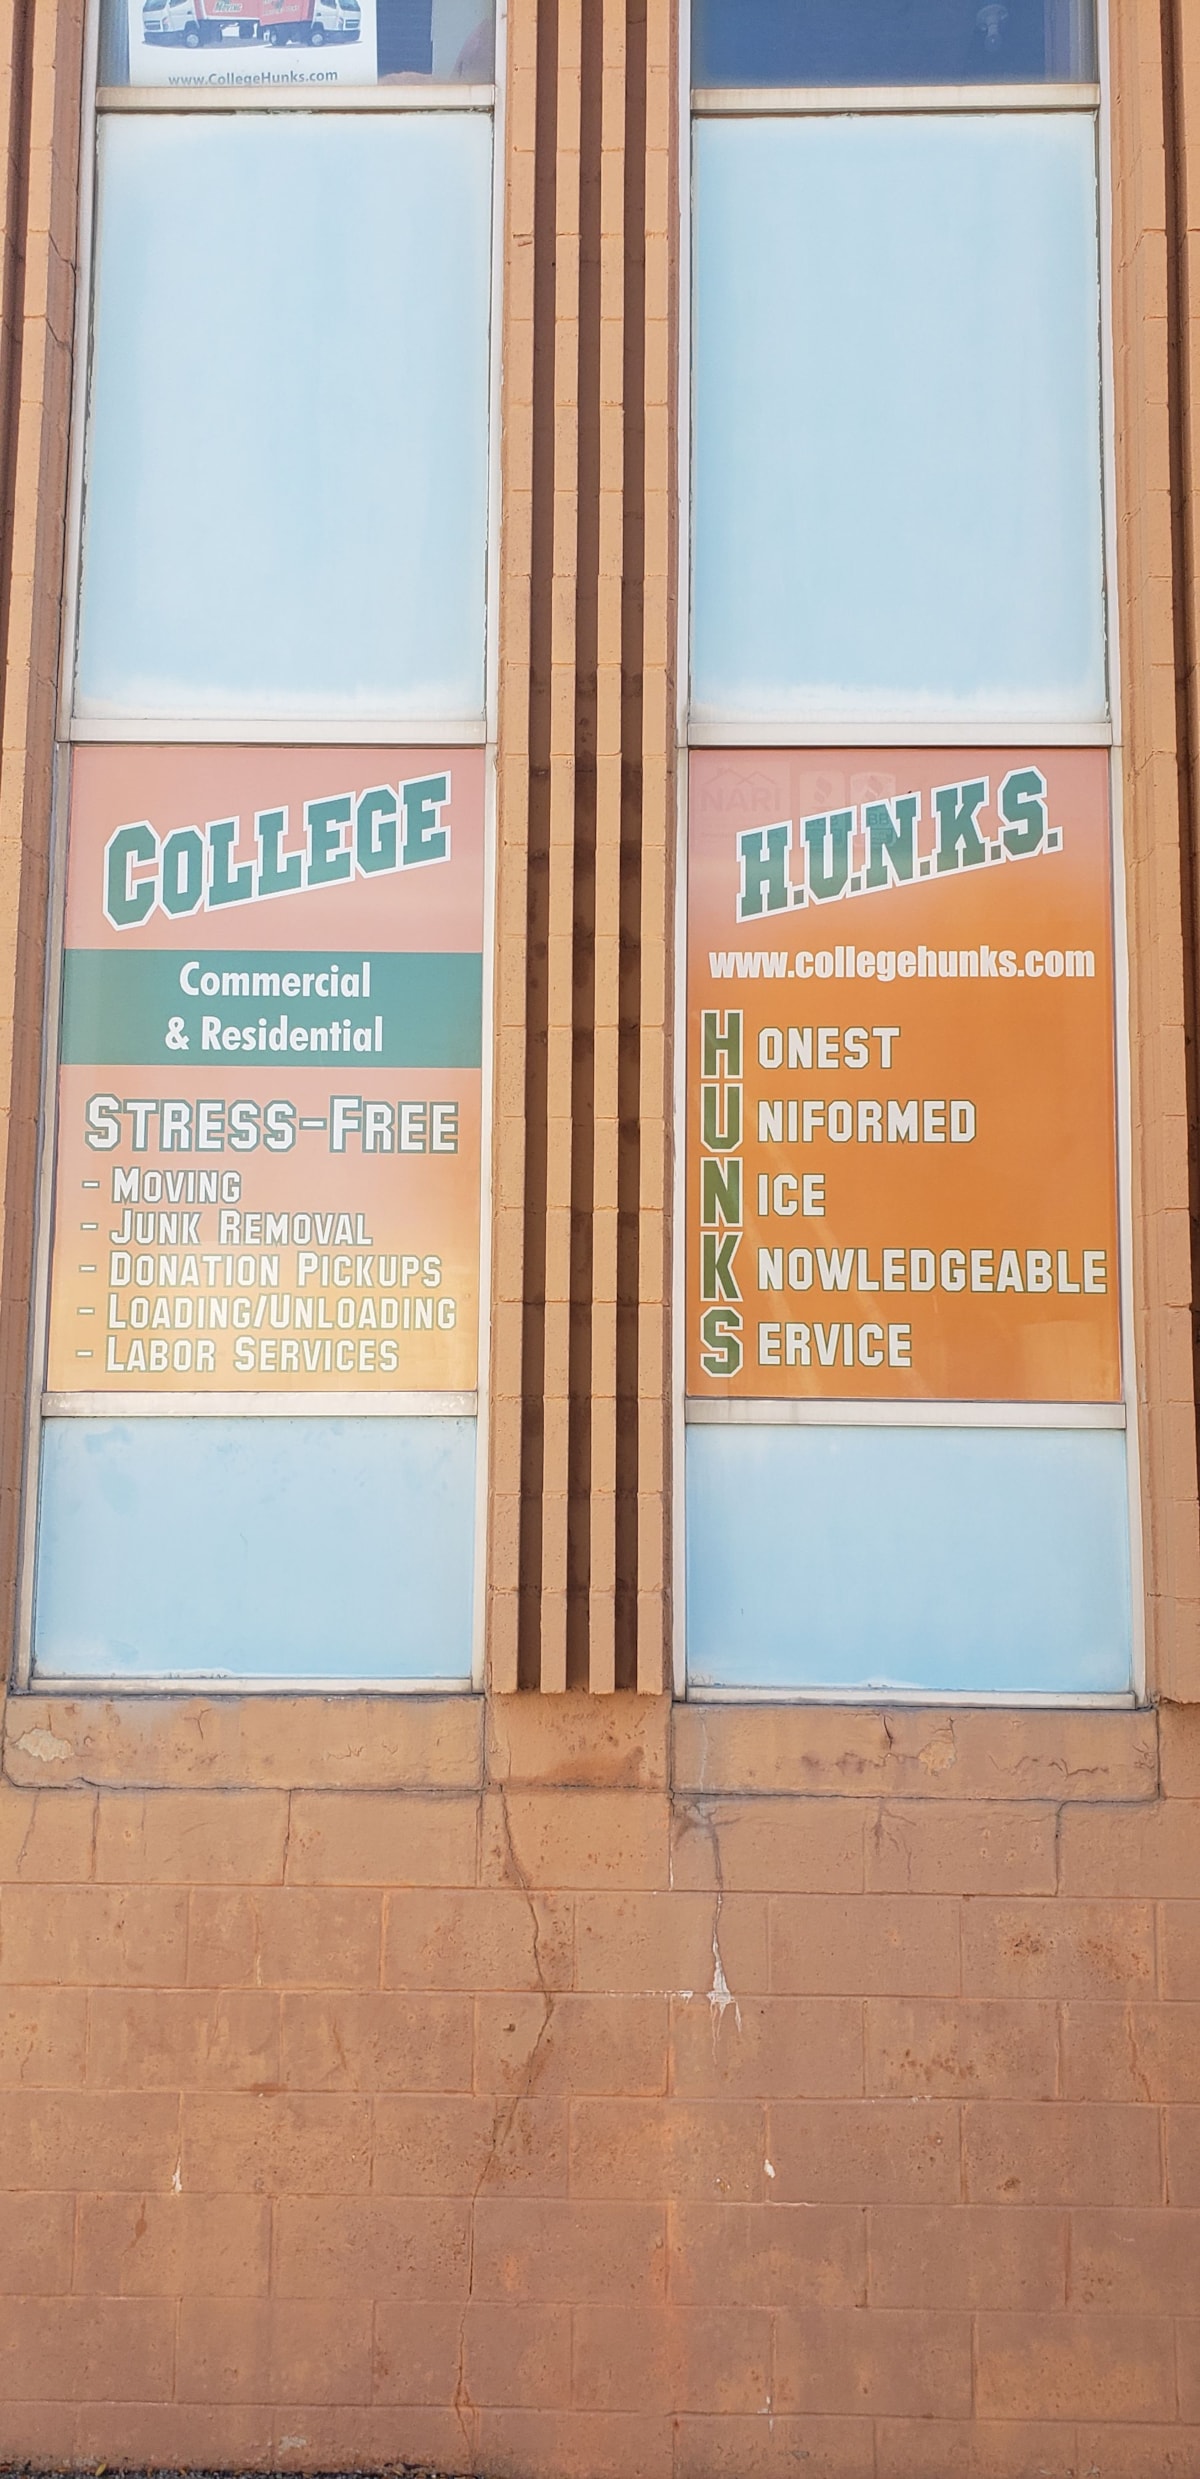 www.CollegeHunks.com
COLLEGE
Commercial
& Residential
STRESS-FREE
- MOVING
- JUNK REMOVAL
- DONATION PICKUPS
- LOADING/UNLOADING
- LABOR SERVICES
NARI
H.U.N.K.S.
www.collegehunks.com
HONEST
UNIFORMED
NICE
KNOWLEDGEABLE
SERVICE